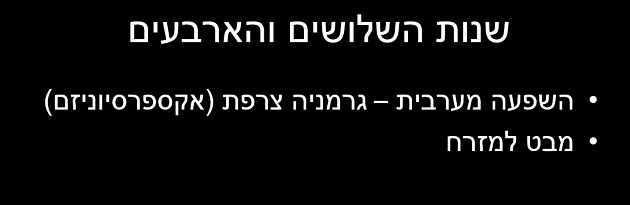 שנות השלושים והארבעים
• השפעה מערבית – גרמניה צרפת (אקספרסיוניזם)
• מבט למזרח